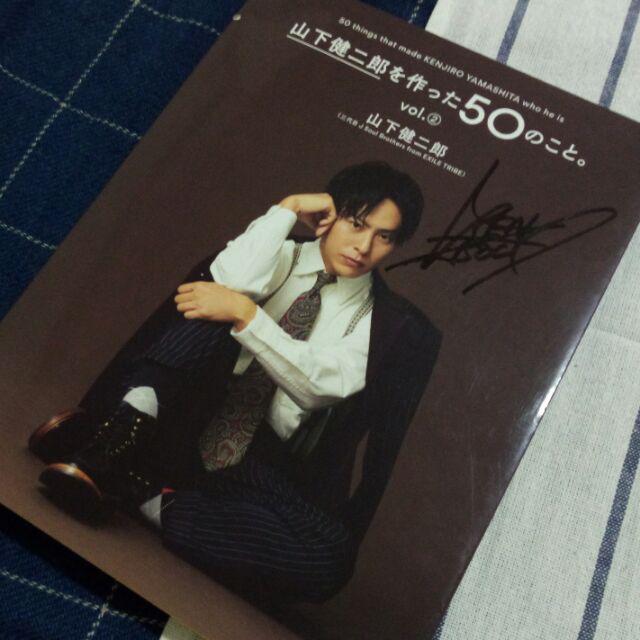 50 things that made KENJIRO YAMASHITA who he is
山下健二郎を作った50のこと。
vol.②
山下健二郎
(三代目 J Soul Brothers from EXILE TRIBE)